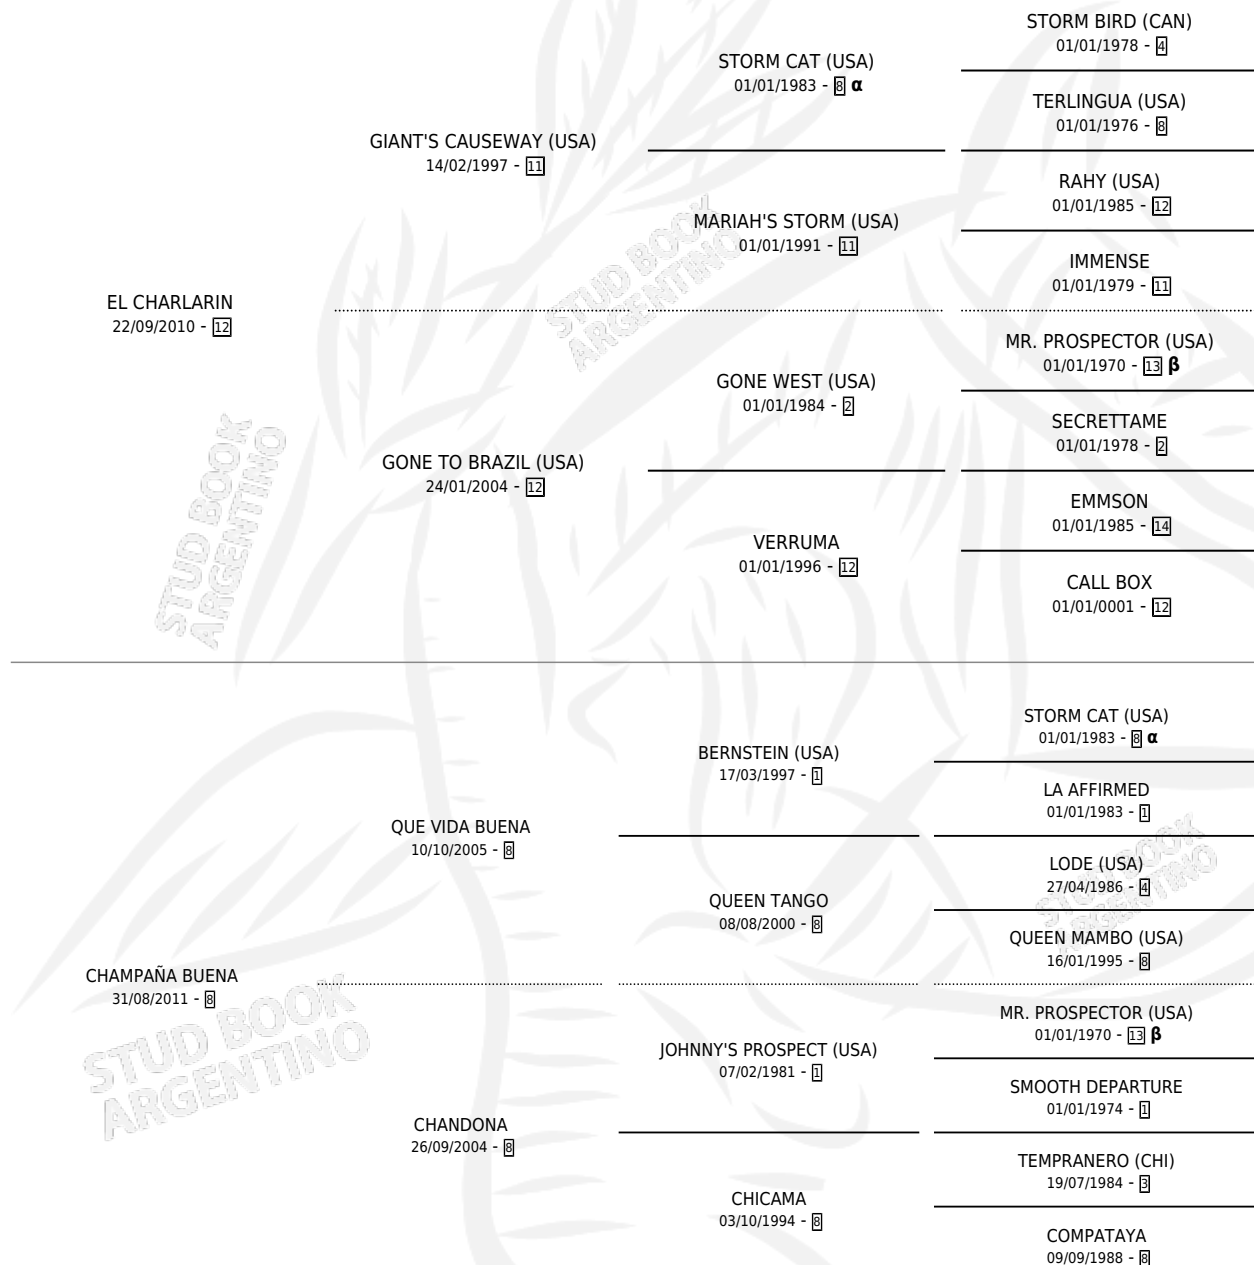 STORM BIRD (CAN)
01/01/1978 - 4
STORM CAT (USA)
01/01/1983 - 8 α
TERLINGUA (USA)
01/01/1976 - 8
GIANT'S CAUSEWAY (USA)
14/02/1997 - 11
RAHY (USA)
01/01/1985 - 12
MARIAH'S STORM (USA)
01/01/1991 - 11
IMMENSE
01/01/1979 - 11
EL CHARLARIN
22/09/2010 - 12
MR. PROSPECTOR (USA)
01/01/1970 - 13 β
GONE WEST (USA)
01/01/1984 - 2
SECRETTAME
01/01/1978 - 2
GONE TO BRAZIL (USA)
24/01/2004 - 12
EMMSON
01/01/1985 - 14
VERRUMA
01/01/1996 - 12
CALL BOX
01/01/0001 - 12
STORM CAT (USA)
01/01/1983 - 8 α
BERNSTEIN (USA)
17/03/1997 - 1
LA AFFIRMED
01/01/1983 - 1
QUE VIDA BUENA
10/10/2005 - 8
LODE (USA)
27/04/1986 - 4
QUEEN TANGO
08/08/2000 - 8
QUEEN MAMBO (USA)
16/01/1995 - 8
CHAMPAÑA BUENA
31/08/2011 - 8
MR. PROSPECTOR (USA)
01/01/1970 - 13 β
JOHNNY'S PROSPECT (USA)
07/02/1981 - 1
SMOOTH DEPARTURE
01/01/1974 - 1
CHANDONA
26/09/2004 - 8
TEMPRANERO (CHI)
19/07/1984 - 3
CHICAMA
03/10/1994 - 8
COMPATAYA
09/09/1988 - 8
STUD BOOK
ARGENTINO
STUD BOOK
ARGENTINO
STUD BOOK
ARGENTINO
STUD BOOK
ARGENTINO